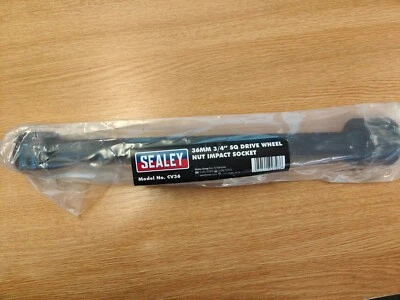 SEALEY
Model No. CV36
36MM 3/4" SQ DRIVE WHEEL
NUT IMPACT SOCKET